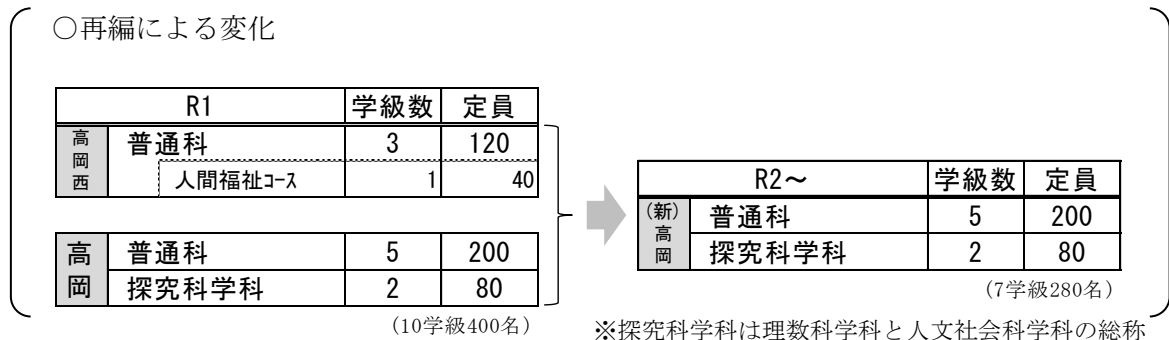 ○再編による変化
R1 学級数 定員
高岡西 普通科 3 120
人間福祉コース 1 40
高岡 普通科 5 200
探究科学科 2 80
(10学級400名)
R2～ 学級数 定員
(新)高岡 普通科 5 200
探究科学科 2 80
(7学級280名)
※探究科学科は理数科学科と人文社会科学科の総称